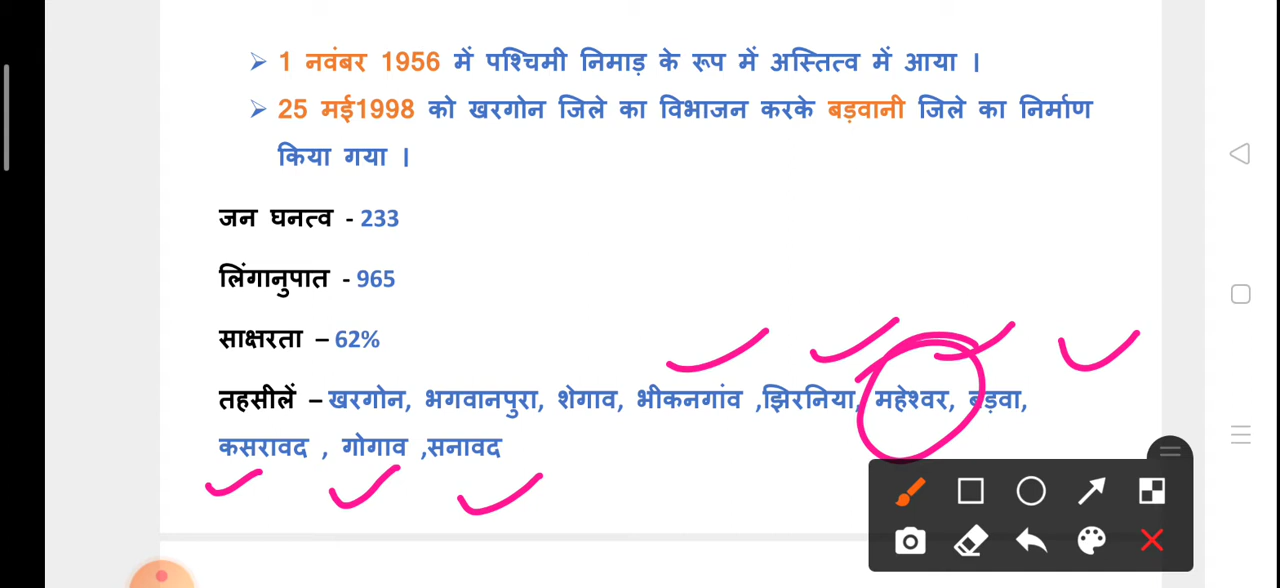 ➢ 1 नवंबर 1956 में पश्चिमी निमाड़ के रूप में अस्तित्व में आया ।
➢ 25 मई1998 को खरगोन जिले का विभाजन करके बड़वानी जिले का निर्माण
किया गया ।
जन घनत्व - 233
लिंगानुपात - 965
साक्षरता – 62%
तहसीलें – खरगोन, भगवानपुरा, शेगाव, भीकनगांव ,झिरनिया, महेश्वर, बड़वा,
कसरावद , गोगाव ,सनावद